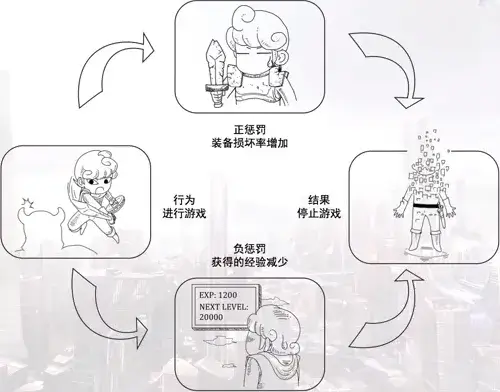 正惩罚
装备损坏率增加
行为
进行游戏
结果
停止游戏
负惩罚
获得的经验减少
EXP: 1200
NEXT LEVEL:
20000